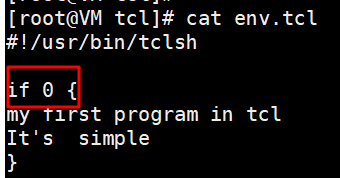 [root@VM tcl]# cat env.tcl
#!/usr/bin/tclsh
if 0 {
my first program in tcl
It's  simple
}